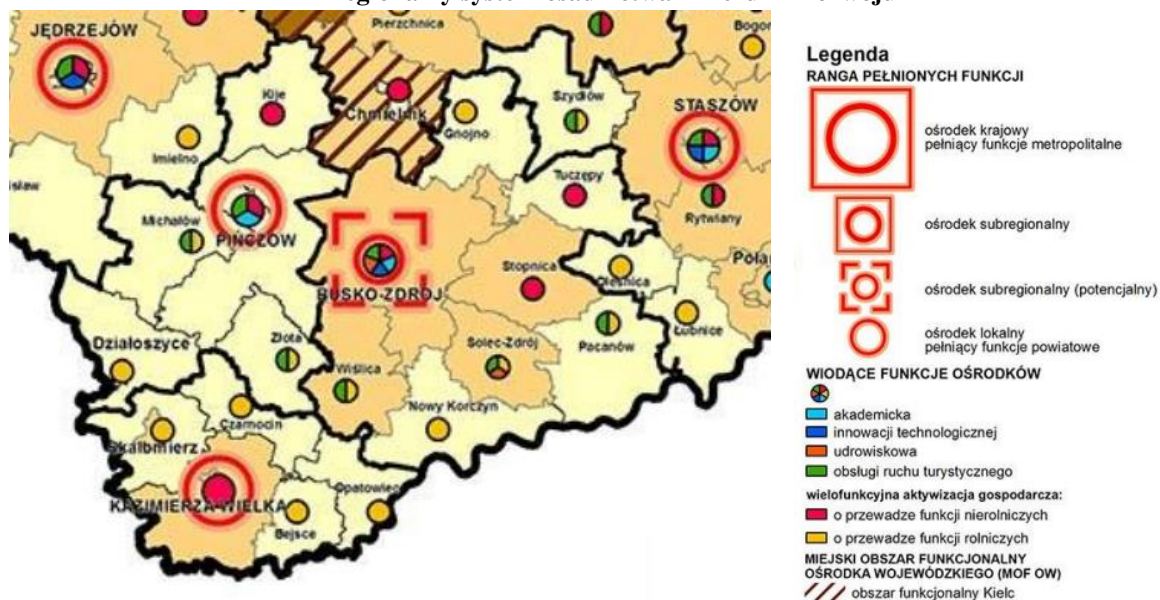 JĘDRZEJÓW
Pierzchnica
Bogor
Kije
Chmielnik
Gnojno
Szydłów
STASZÓW
Imielno
isław
Tuczępy
Rytwiany
Michałów
PIŃCZÓW
Stopnica
Oleśnica
Poła
BUSKO-ZDRÓJ
Łubnice
Działoszyce
Złota
Solec-Zdrój
Pacanów
Wiślica
Nowy Korczyn
Czarnocin
Skalbmierz
KAZIMIERZA WIELKA
Opatowiec
Bejsce
Legenda
RANGA PEŁNIONYCH FUNKCJI
ośrodek krajowy
pełniący funkcje metropolitalne
ośrodek subregionalny
ośrodek subregionalny (potencjalny)
ośrodek lokalny
pełniący funkcje powiatowe
WIODĄCE FUNKCJE OŚRODKÓW
akademicka
innowacji technologicznej
udrowiskowa
obsługi ruchu turystycznego
wielofunkcyjna aktywizacja gospodarcza:
o przewadze funkcji nierolniczych
o przewadze funkcji rolniczych
MIEJSKI OBSZAR FUNKCJONALNY
OŚRODKA WOJEWÓDZKIEGO (MOF OW)
obszar funkcjonalny Kielc